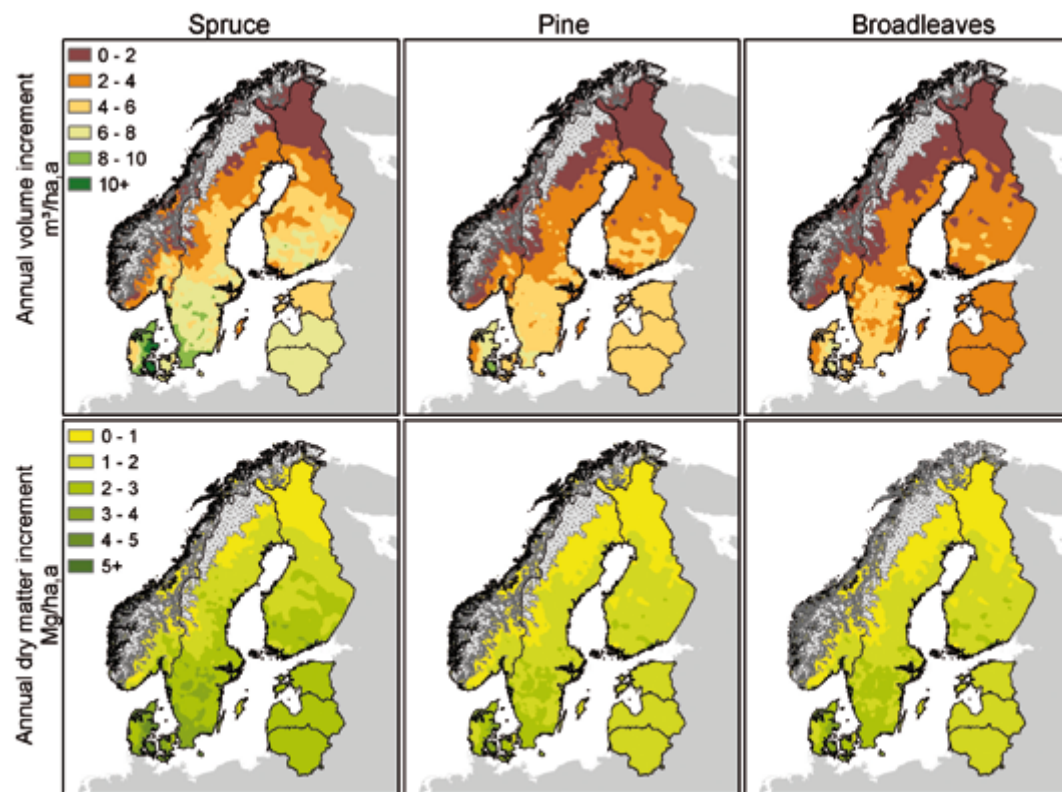 Spruce
Pine
Broadleaves
Annual volume increment
m³/ha,a
0 - 2
2 - 4
4 - 6
6 - 8
8 - 10
10+
Annual dry matter increment
Mg/ha,a
0 - 1
1 - 2
2 - 3
3 - 4
4 - 5
5+